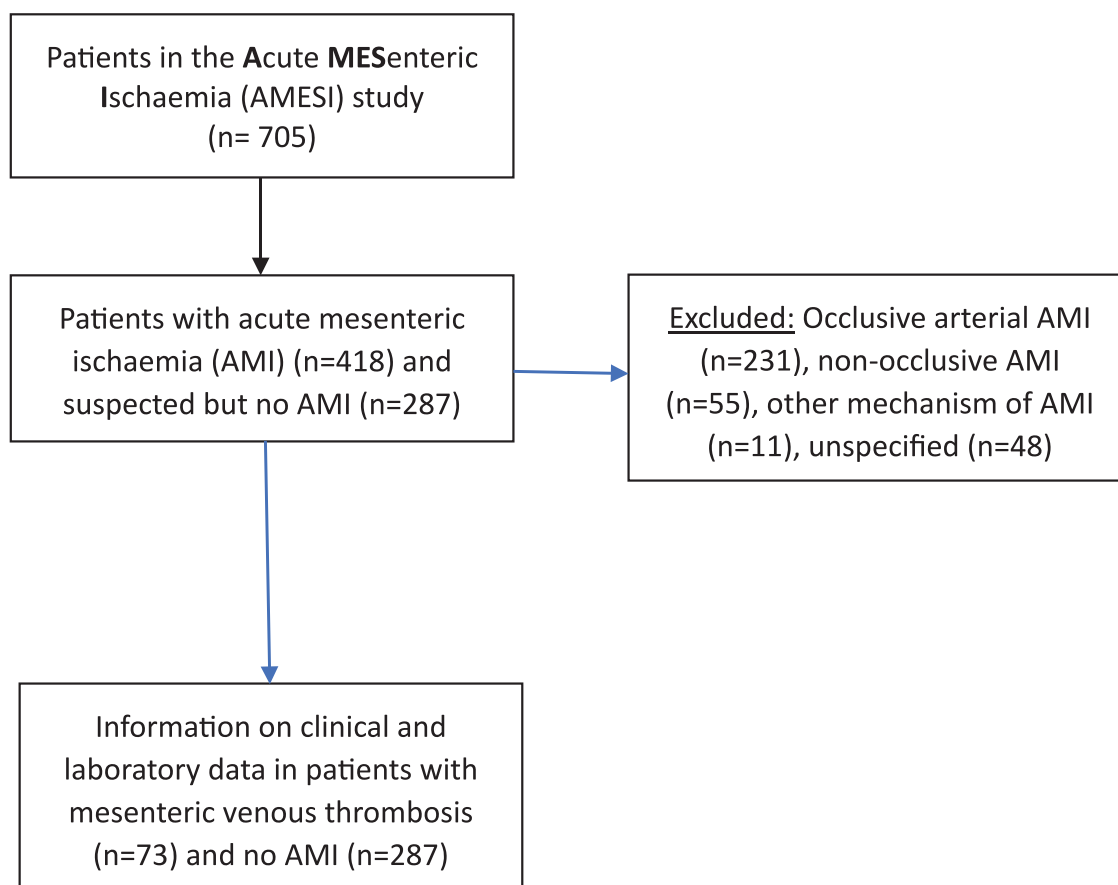 Patients in the Acute MESenteric
Ischaemia (AMESI) study
(n= 705)
Patients with acute mesenteric
ischaemia (AMI) (n=418) and
suspected but no AMI (n=287)
Excluded: Occlusive arterial AMI
(n=231), non-occlusive AMI
(n=55), other mechanism of AMI
(n=11), unspecified (n=48)
Information on clinical and
laboratory data in patients with
mesenteric venous thrombosis
(n=73) and no AMI (n=287)